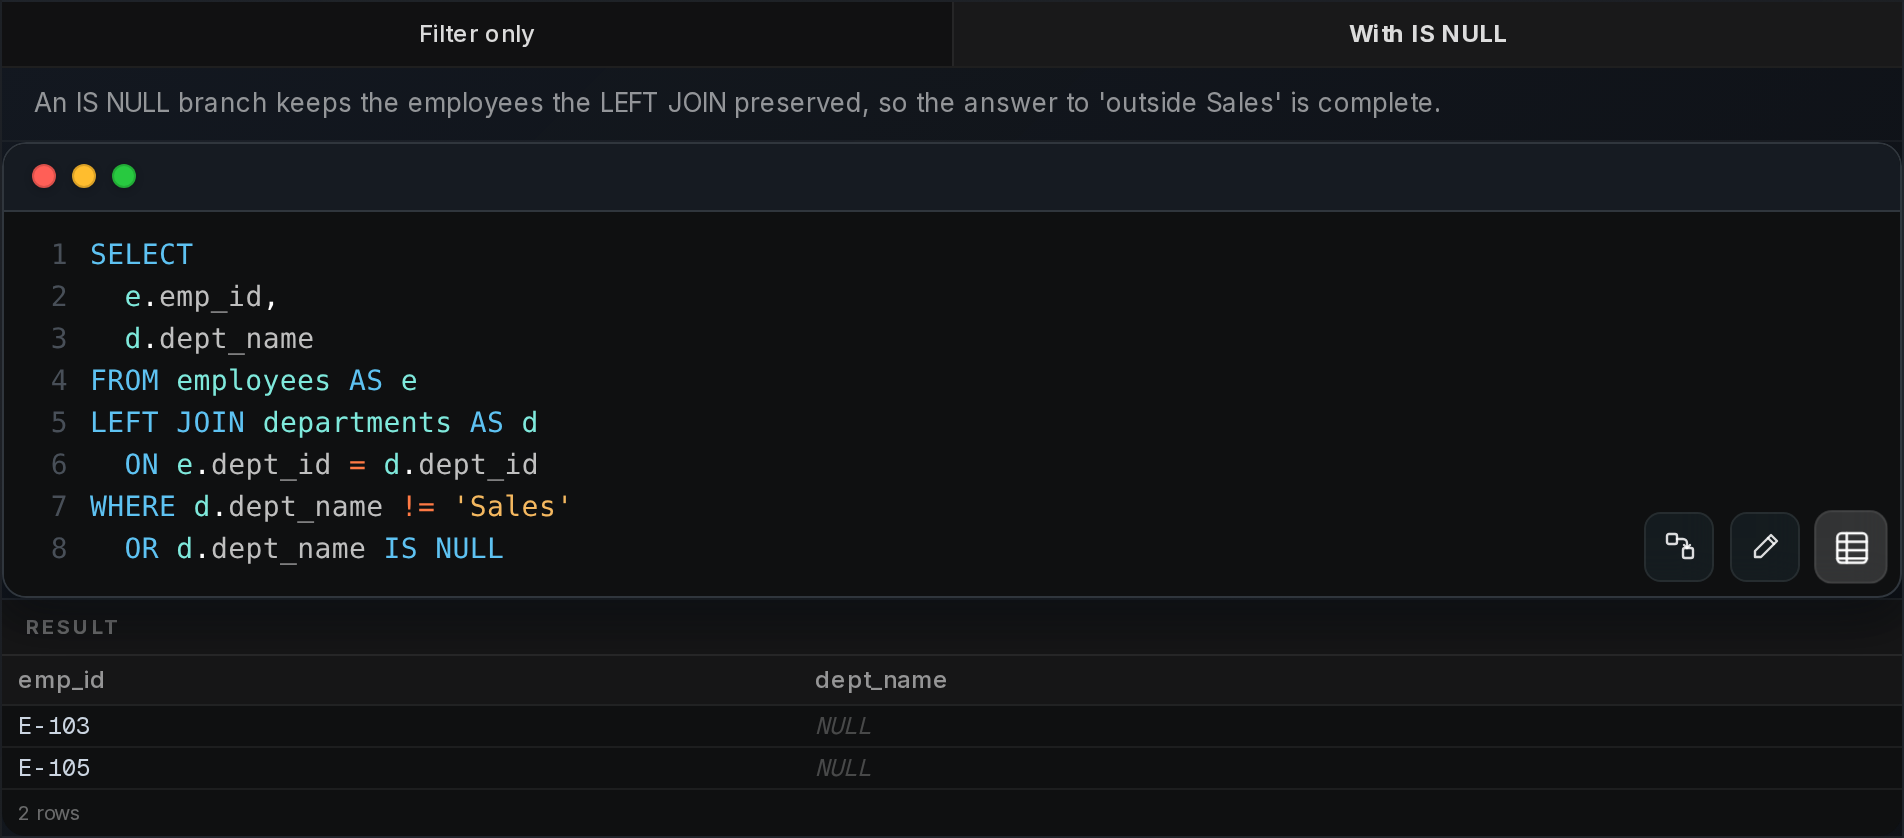 Filter only
With IS NULL
An IS NULL branch keeps the employees the LEFT JOIN preserved, so the answer to 'outside Sales' is complete.
1 SELECT
2   e.emp_id,
3   d.dept_name
4 FROM employees AS e
5 LEFT JOIN departments AS d
6   ON e.dept_id = d.dept_id
7 WHERE d.dept_name != 'Sales'
8   OR d.dept_name IS NULL
RESULT
emp_id dept_name
E-103 NULL
E-105 NULL
2 rows